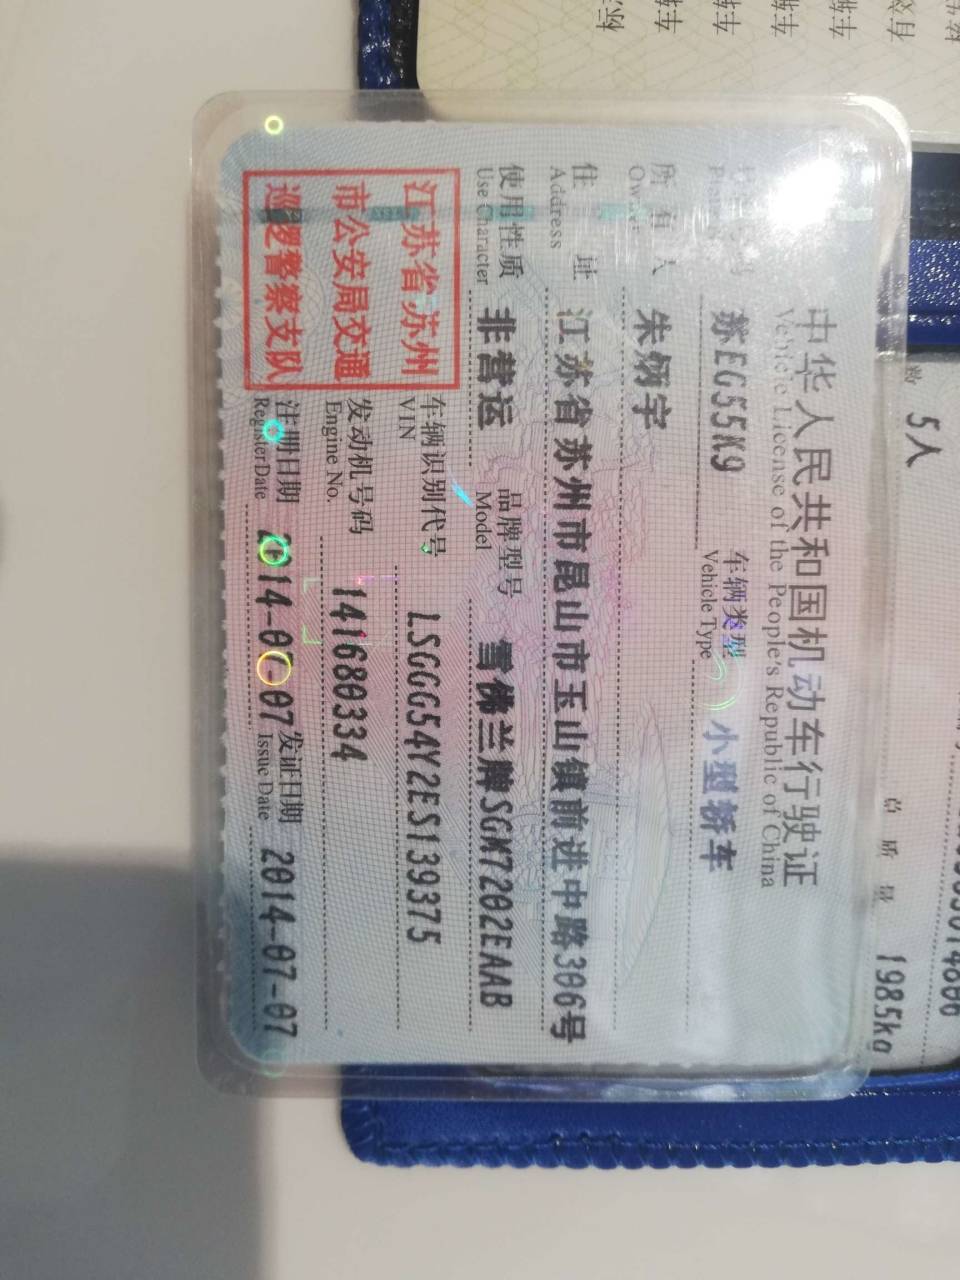 中华人民共和国机动车行驶证
Vehicle License of the People's Republic of China
苏EG55K9
车辆类型 小型轿车
Vehicle Type
所有人 朱炳宇
住址 江苏省苏州市昆山市玉山镇前进中路306号
Address
使用性质 非营运 品牌型号 雪佛兰牌SGM7202EAAB
Use Character Model
江苏省苏州
市公安局交通
巡逻警察支队
车辆识别代号 LSGGG54Y2ES139375
VIN
发动机号码 141680334
Engine No.
注册日期 2014-07-07 发证日期 2014-07-07
Register Date Issue Date
5人
总质量 1985kg